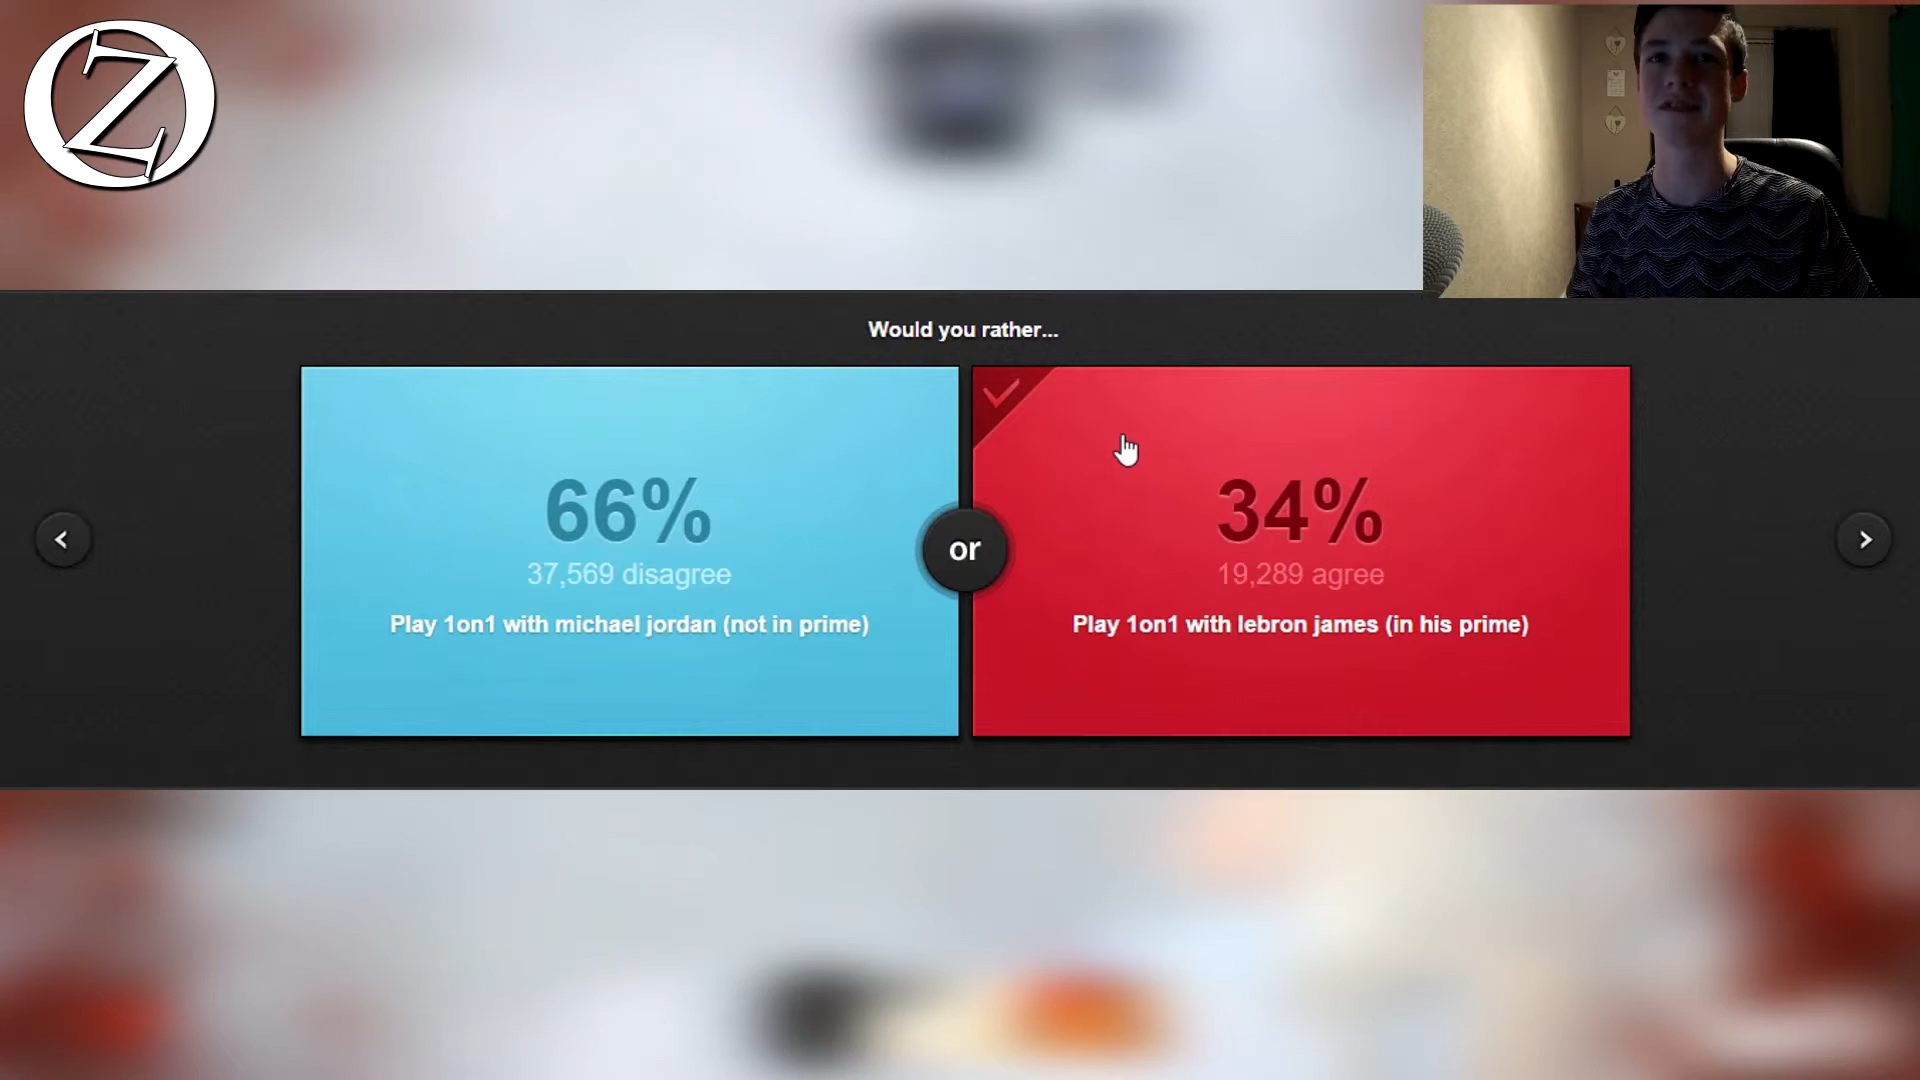 OZ
Would you rather...
66%
37,569 disagree
Play 1on1 with michael jordan (not in prime)
or
34%
19,289 agree
Play 1on1 with lebron james (in his prime)